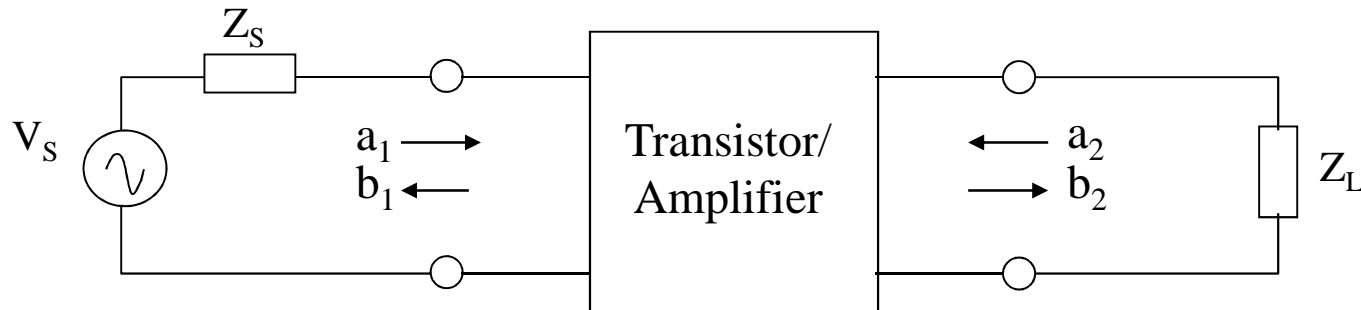 Z_S
V_S
a_1
b_1
Transistor/
Amplifier
a_2
b_2
Z_L